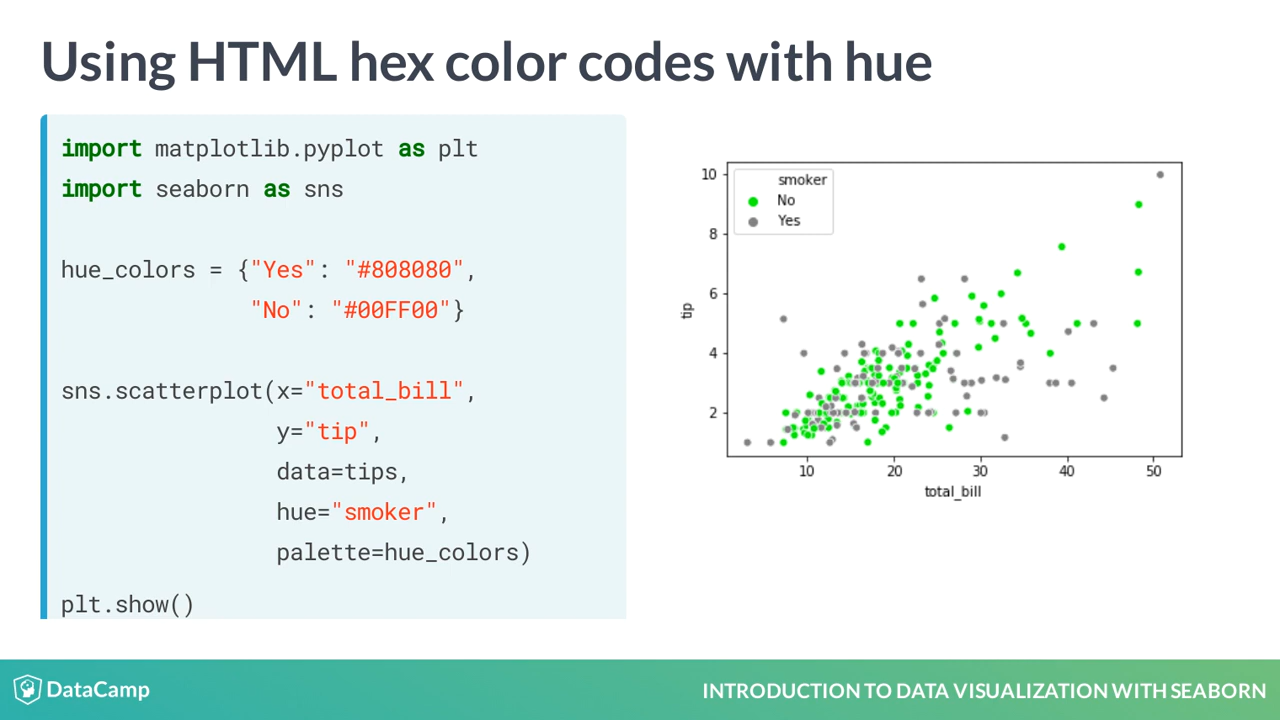 Using HTML hex color codes with hue
import matplotlib.pyplot as plt
import seaborn as sns
hue_colors = {"Yes": "#808080",
"No": "#00FF00"}
sns.scatterplot(x="total_bill",
y="tip",
data=tips,
hue="smoker",
palette=hue_colors)
plt.show()
smoker
No
Yes
10
8
6
4
2
tip
10 20 30 40 50
total_bill
DataCamp
INTRODUCTION TO DATA VISUALIZATION WITH SEABORN